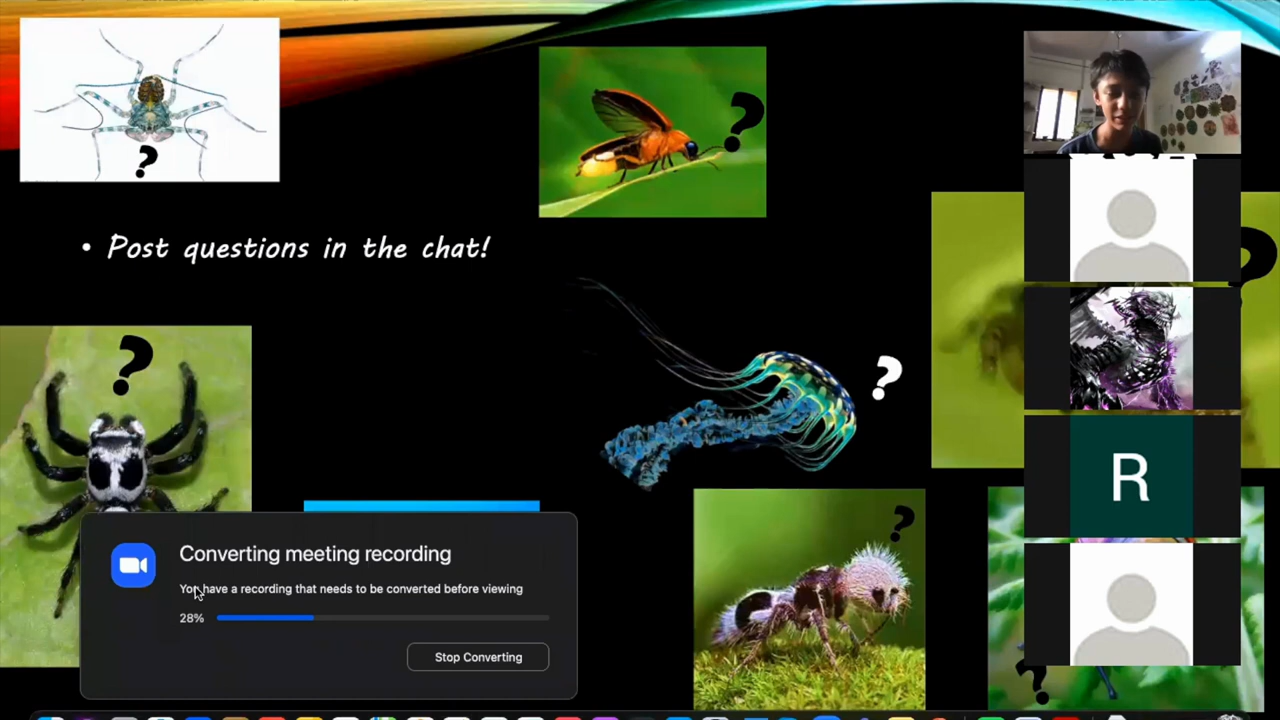 ?
?
• Post questions in the chat!
?
?
?
R
?
?
Converting meeting recording
You have a recording that needs to be converted before viewing
28%
Stop Converting